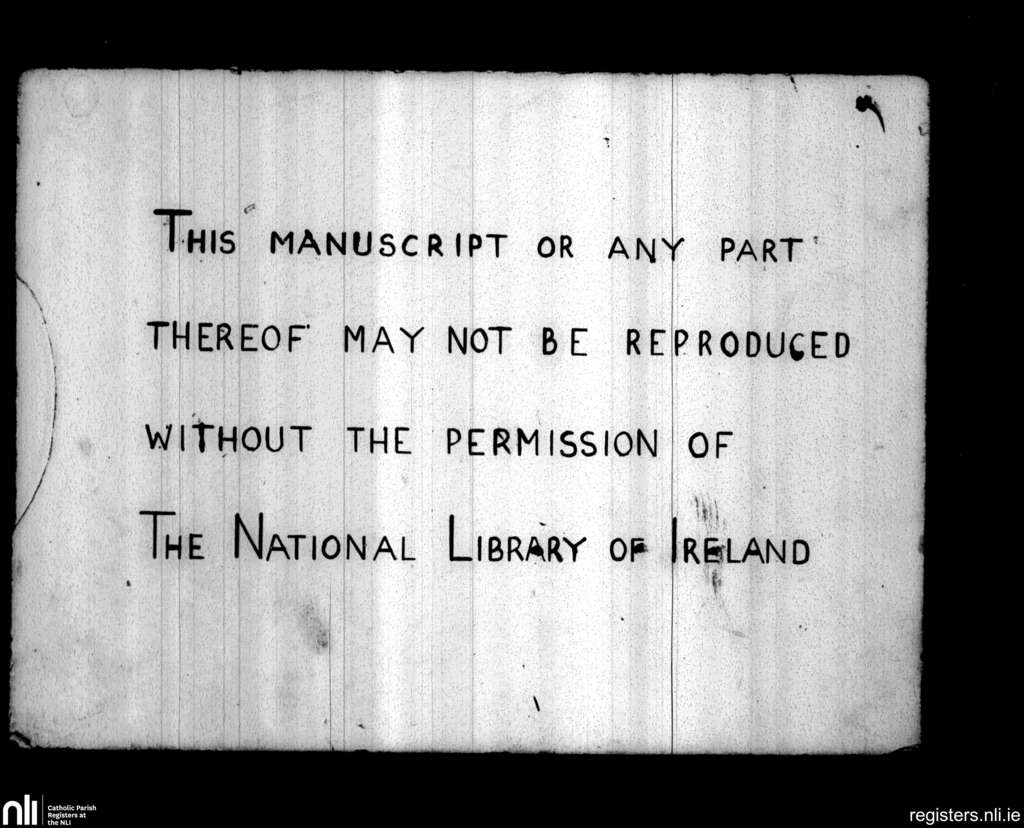 This manuscript or any part
thereof may not be reproduced
without the permission of
The National Library of Ireland
nli
Catholic Parish
Registers at
the NLI
registers.nli.ie